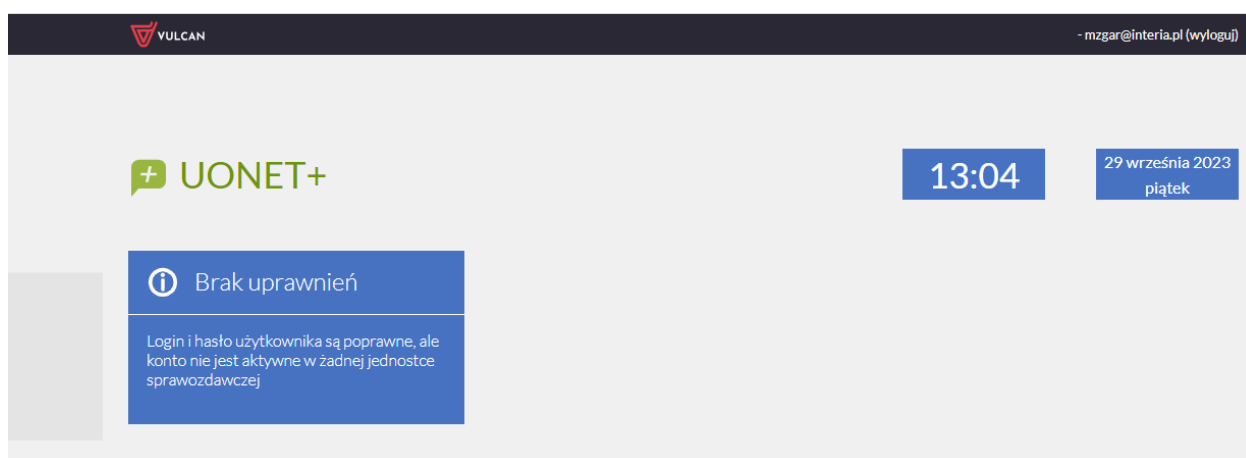 VULCAN
- mzgar@interia.pl (wyloguj)
UONET+
13:04
29 września 2023
piątek
Brak uprawnień
Login i hasło użytkownika są poprawne, ale
konto nie jest aktywne w żadnej jednostce
sprawozdawczej